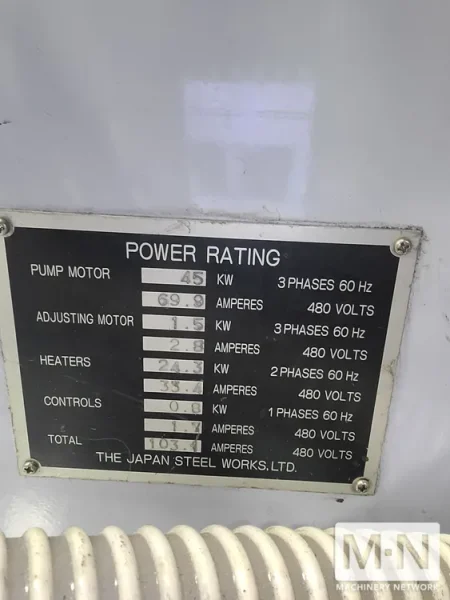 POWER RATING
PUMP MOTOR 45 KW 3 PHASES 60 Hz
69.9 AMPERES 480 VOLTS
ADJUSTING MOTOR 1.5 KW 3 PHASES 60 Hz
2.8 AMPERES 480 VOLTS
HEATERS 24.3 KW 2 PHASES 60 Hz
33.4 AMPERES 480 VOLTS
CONTROLS 0.8 KW 1 PHASES 60 Hz
1.7 AMPERES 480 VOLTS
TOTAL 103.4 AMPERES 480 VOLTS
THE JAPAN STEEL WORKS, LTD.
M·N
MACHINERY NETWORK